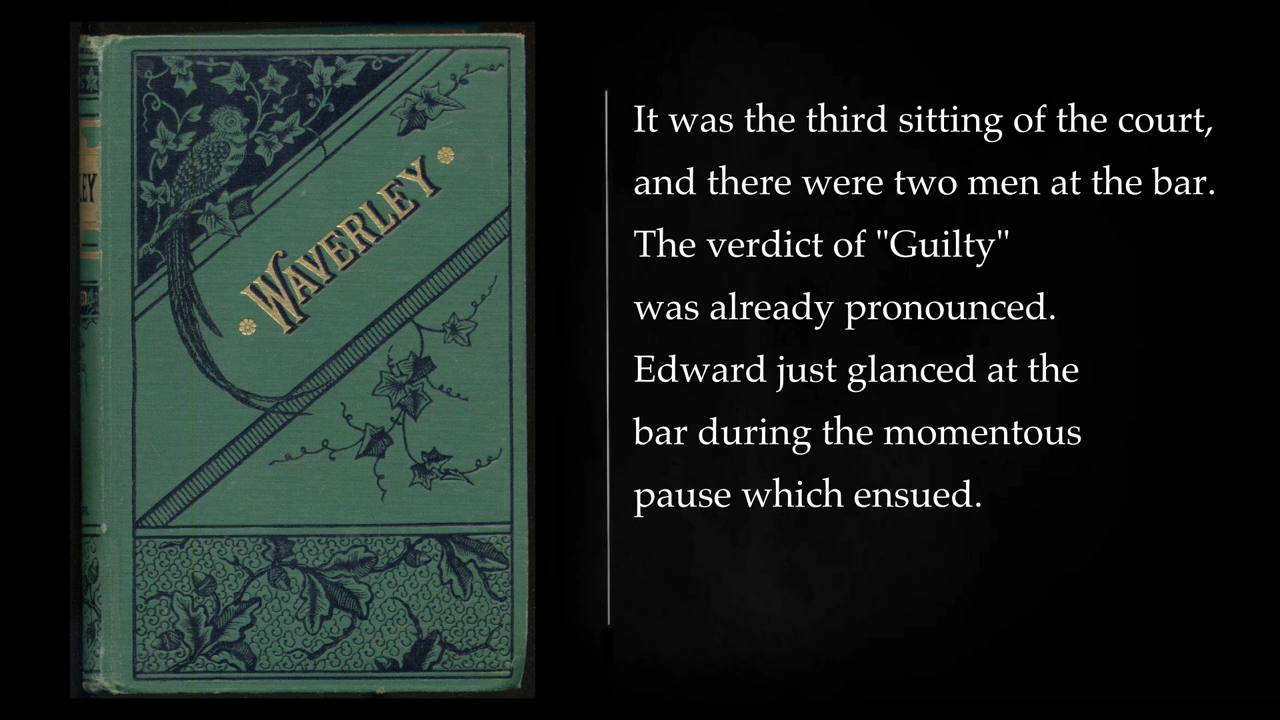 WAVERLEY
It was the third sitting of the court,
and there were two men at the bar.
The verdict of "Guilty"
was already pronounced.
Edward just glanced at the
bar during the momentous
pause which ensued.